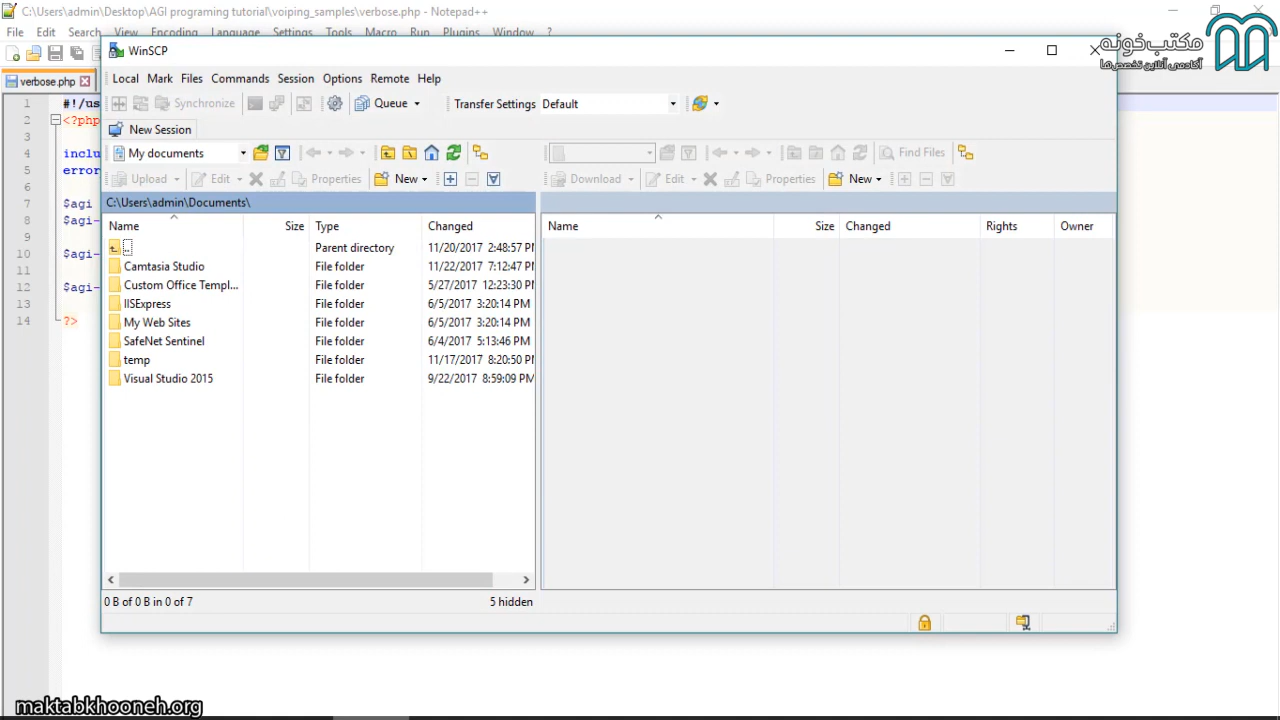 C:\Users\admin\Desktop\AGI programing tutorial\voiping_samples\verbose.php - Notepad++
File Edit Search View Encoding Language Settings Tools Macro Run Plugins Window ?
verbose.php
1 #!/us
2 <?php
3
4 inclu
5 error
6
7 $agi
8 $agi-
9
10 $agi-
11
12 $agi-
13
14 ?>
WinSCP
Local Mark Files Commands Session Options Remote Help
Synchronize Queue Transfer Settings Default
New Session
My documents Find Files
Upload Edit Properties New Download Edit Properties New
C:\Users\admin\Documents\
Name Size Type Changed Name Size Changed Rights Owner
.. Parent directory 11/20/2017 2:48:57 P
Camtasia Studio File folder 11/22/2017 7:12:47 P
Custom Office Templ... File folder 5/27/2017 12:23:30 P
IISExpress File folder 6/5/2017 3:20:14 PM
My Web Sites File folder 6/5/2017 3:20:14 PM
SafeNet Sentinel File folder 6/4/2017 5:13:46 PM
temp File folder 11/17/2017 8:20:50 P
Visual Studio 2015 File folder 9/22/2017 8:59:09 PM
0 B of 0 B in 0 of 7 5 hidden
مکتب‌خونه
آکادمی آنلاین تخصص‌ها
maktabkhooneh.org